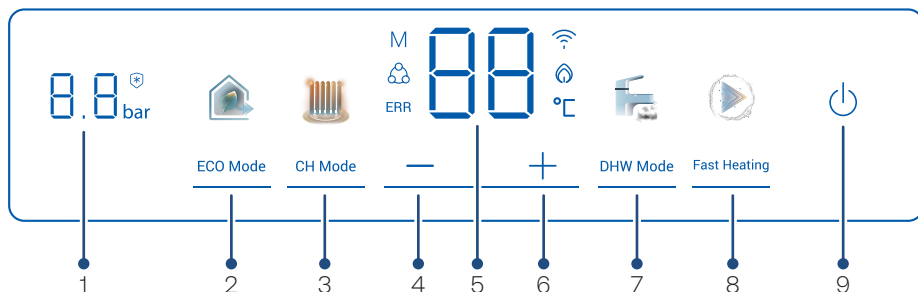 M
8.8
bar
88
ERR
°C
ECO Mode
CH Mode
DHW Mode
Fast Heating
1
2
3
4
5
6
7
8
9